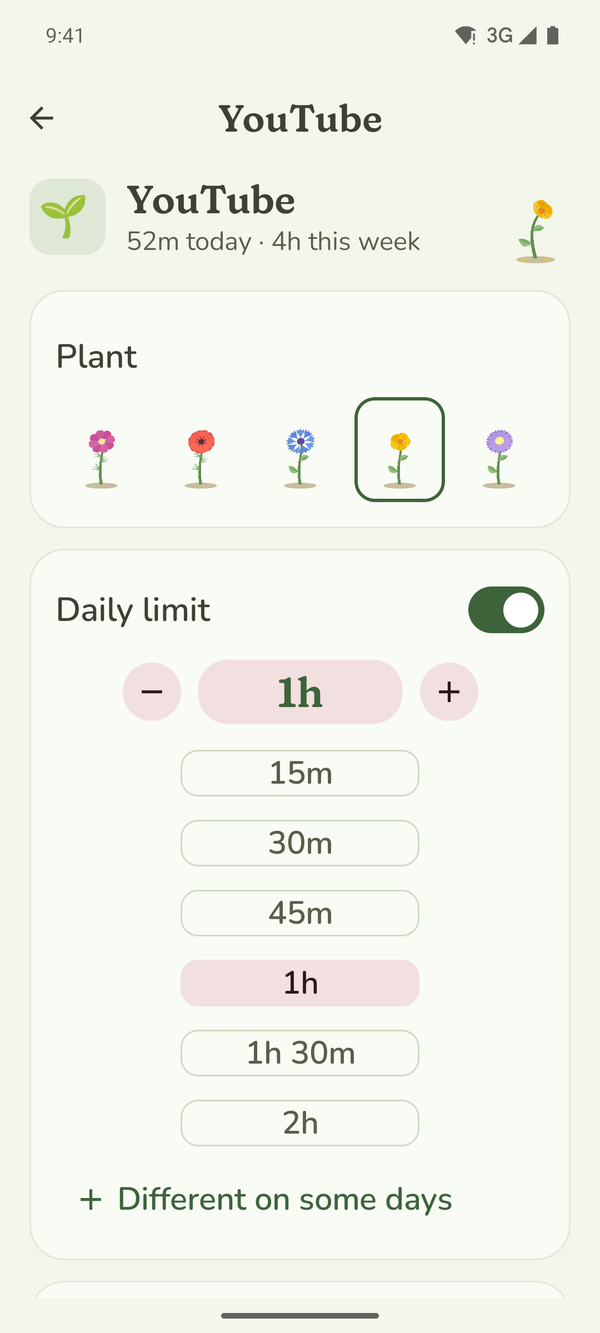 9:41
3G
YouTube
YouTube
52m today · 4h this week
Plant
Daily limit
− 1h +
15m
30m
45m
1h
1h 30m
2h
+ Different on some days